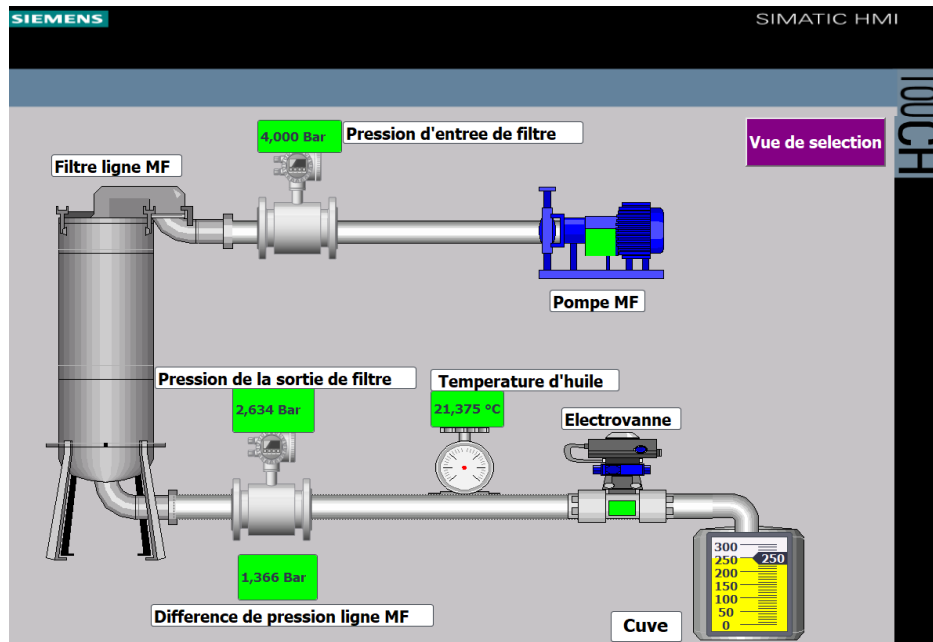 SIEMENS
SIMATIC HMI
TOUCH
4,000 Bar
Pression d'entree de filtre
Vue de selection
Filtre ligne MF
Pompe MF
Pression de la sortie de filtre
Temperature d'huile
2,634 Bar
21,375 °C
Electrovanne
1,366 Bar
Difference de pression ligne MF
Cuve
300
250
250
200
150
100
50
0